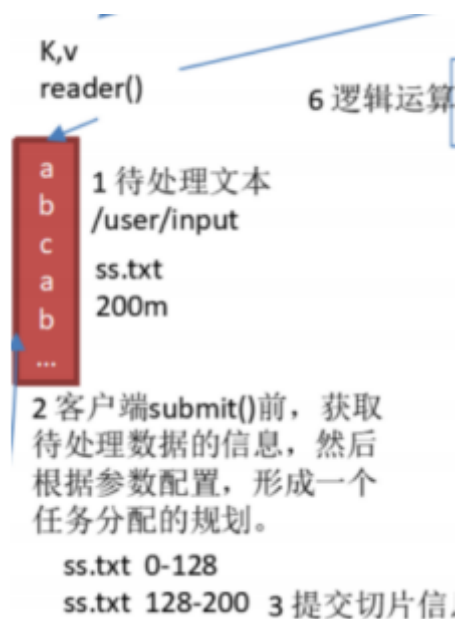 K,v
reader()
6 逻辑运算
a
b
c
a
b
...
1 待处理文本
/user/input
ss.txt
200m
2 客户端submit()前，获取
待处理数据的信息，然后
根据参数配置，形成一个
任务分配的规划。
ss.txt 0-128
ss.txt 128-200
3 提交切片信